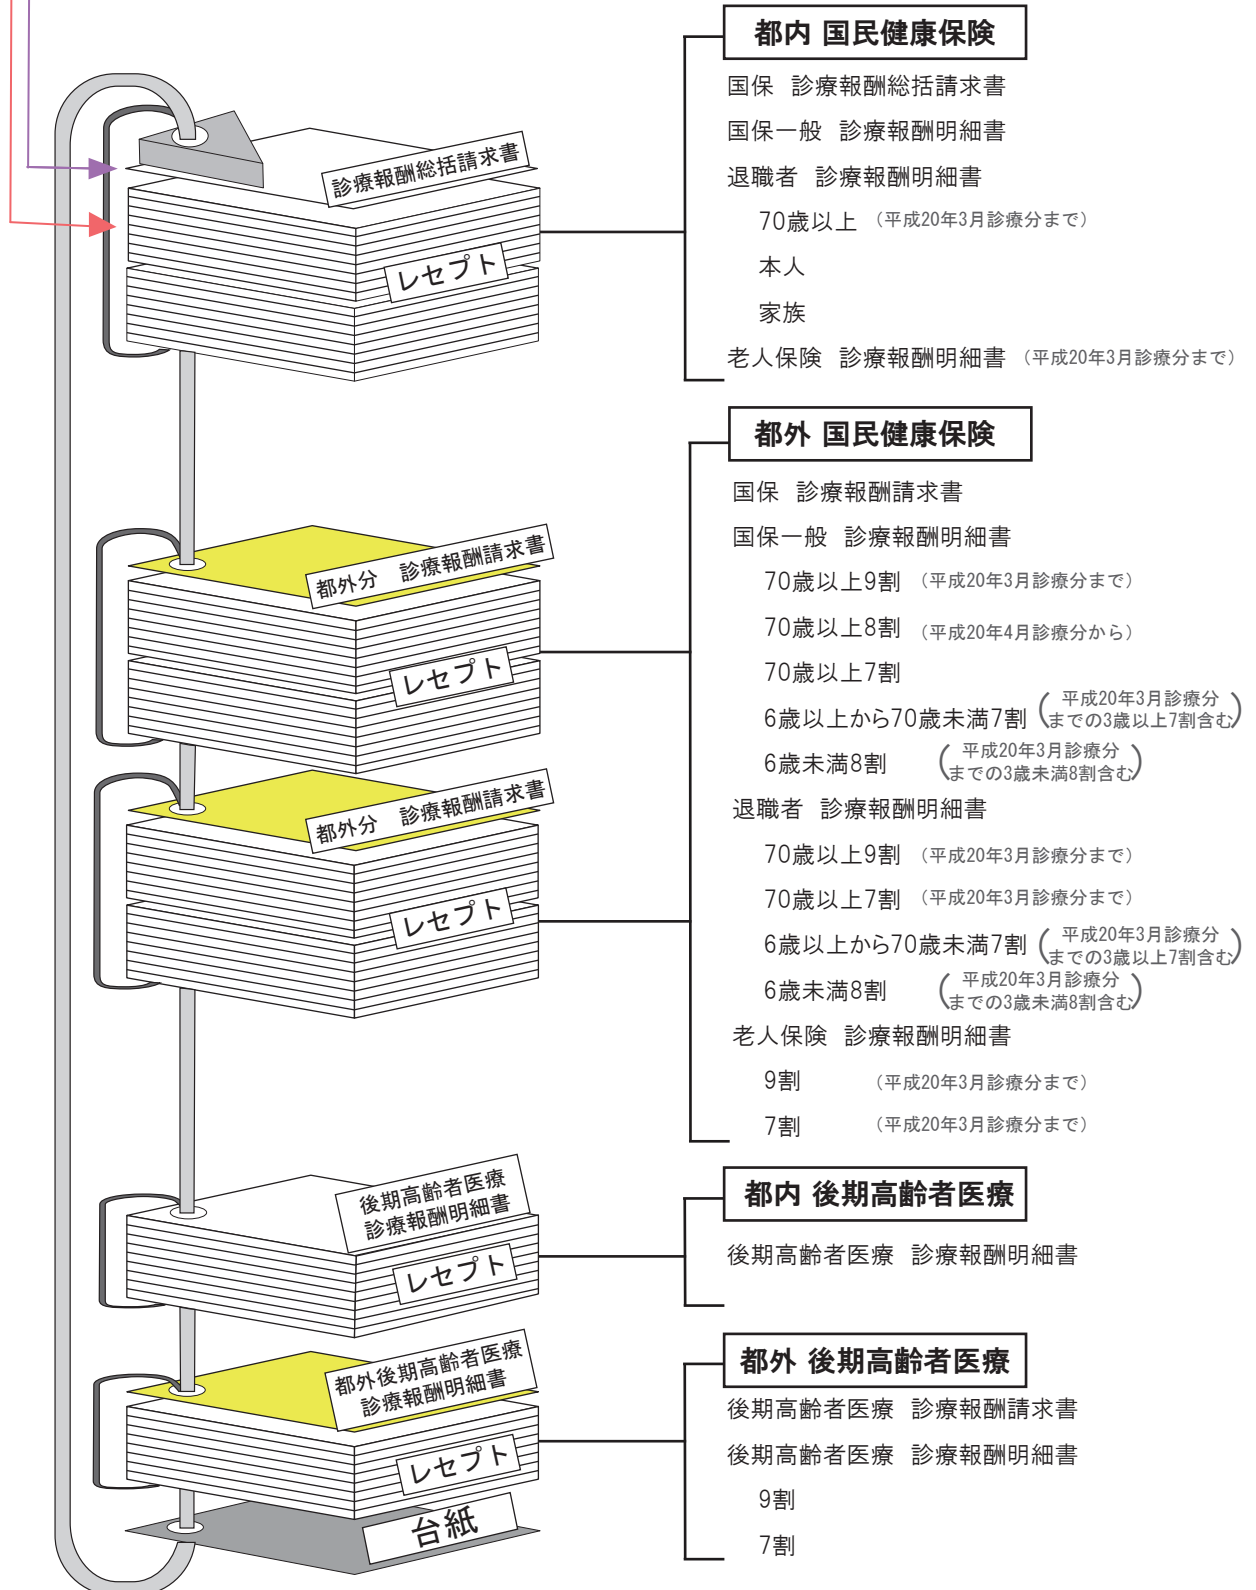 都内 国民健康保険
国保 診療報酬総括請求書
国保一般 診療報酬明細書
退職者 診療報酬明細書
70歳以上 （平成20年3月診療分まで）
本人
家族
老人保険 診療報酬明細書 （平成20年3月診療分まで）
診療報酬総括請求書
レセプト
都外 国民健康保険
国保 診療報酬請求書
国保一般 診療報酬明細書
70歳以上9割 （平成20年3月診療分まで）
70歳以上8割 （平成20年4月診療分から）
70歳以上7割
6歳以上から70歳未満7割 （平成20年3月診療分
までの3歳以上7割含む）
6歳未満8割 （平成20年3月診療分
までの3歳未満8割含む）
退職者 診療報酬明細書
70歳以上9割 （平成20年3月診療分まで）
70歳以上7割 （平成20年3月診療分まで）
6歳以上から70歳未満7割 （平成20年3月診療分
までの3歳以上7割含む）
6歳未満8割 （平成20年3月診療分
までの3歳未満8割含む）
老人保険 診療報酬明細書
9割 （平成20年3月診療分まで）
7割 （平成20年3月診療分まで）
都外分 診療報酬請求書
レセプト
都外分 診療報酬請求書
レセプト
都内 後期高齢者医療
後期高齢者医療 診療報酬明細書
後期高齢者医療
診療報酬明細書
レセプト
都外 後期高齢者医療
後期高齢者医療 診療報酬請求書
後期高齢者医療 診療報酬明細書
9割
7割
都外後期高齢者医療
診療報酬明細書
レセプト
台紙